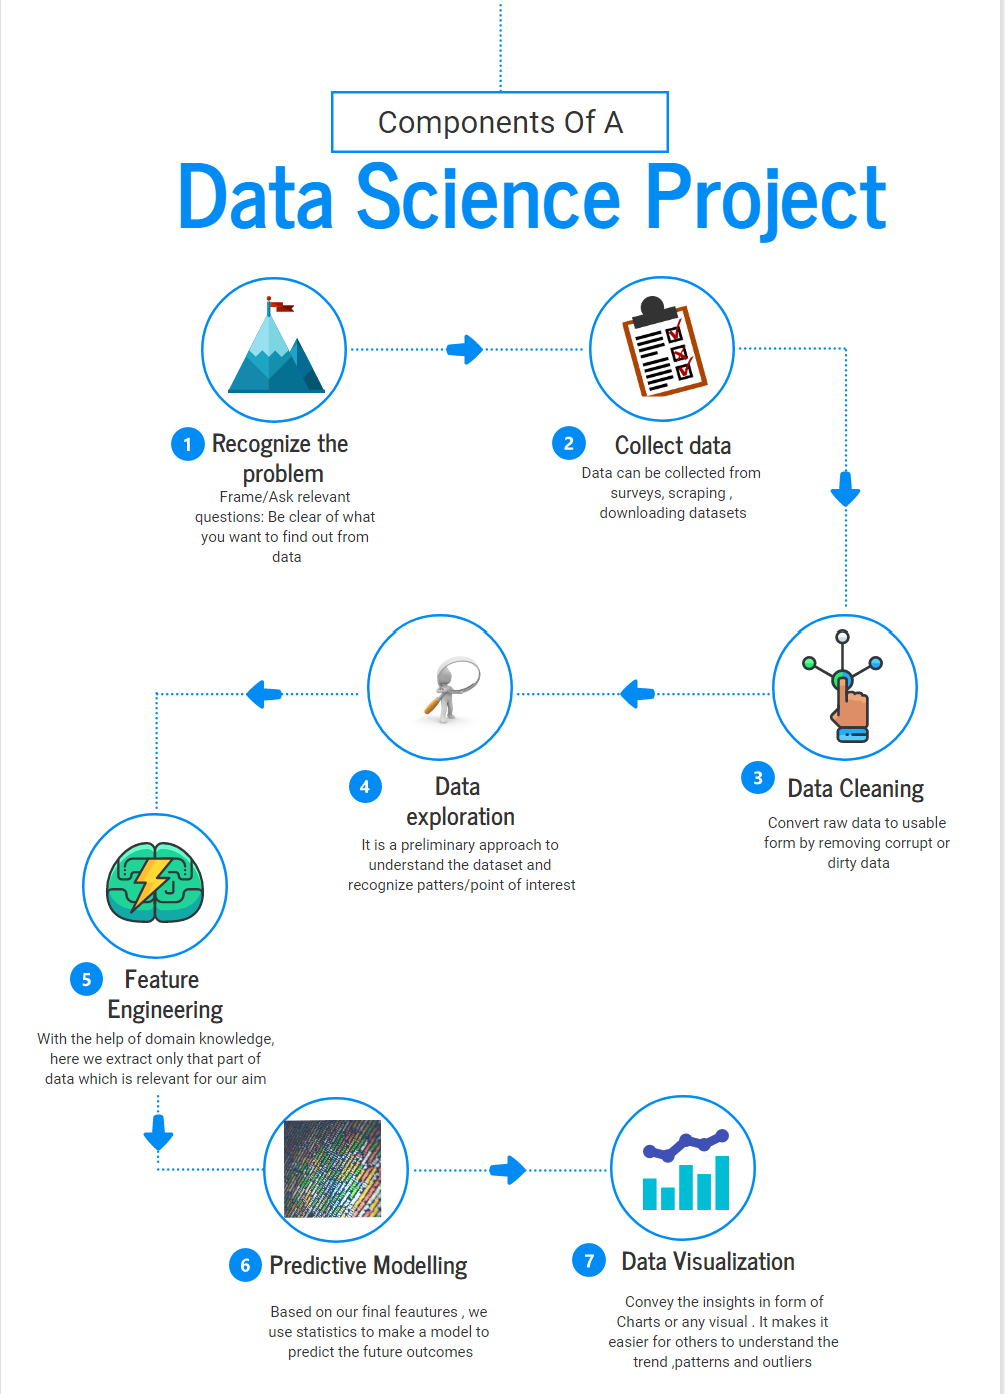 Components Of A
Data Science Project
1
Recognize the
problem
Frame/Ask relevant
questions: Be clear of what
you want to find out from
data
2
Collect data
Data can be collected from
surveys, scraping ,
downloading datasets
3
Data Cleaning
Convert raw data to usable
form by removing corrupt or
dirty data
4
Data
exploration
It is a preliminary approach to
understand the dataset and
recognize patters/point of interest
5
Feature
Engineering
With the help of domain knowledge,
here we extract only that part of
data which is relevant for our aim
6
Predictive Modelling
Based on our final feautures , we
use statistics to make a model to
predict the future outcomes
7
Data Visualization
Convey the insights in form of
Charts or any visual . It makes it
easier for others to understand the
trend ,patterns and outliers